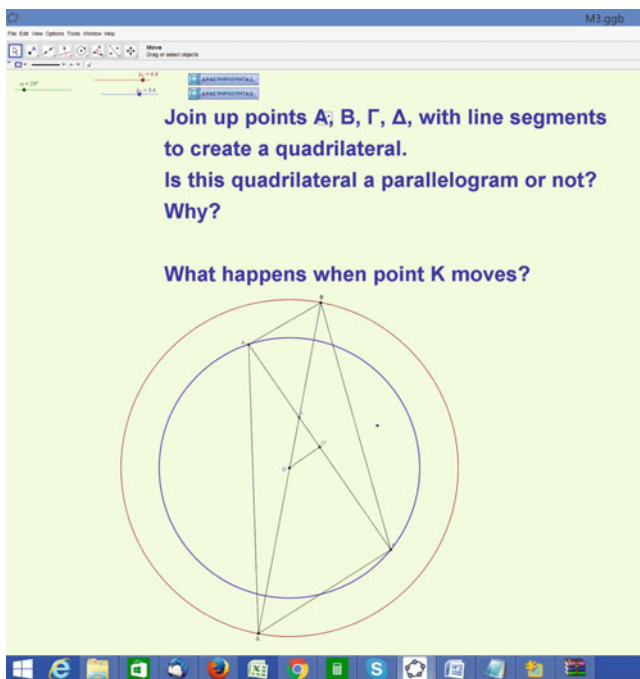 M3.ggb
File Edit View Options Tools Window Help
Move
Drag or select objects
Join up points A, B, Γ, Δ, with line segments
to create a quadrilateral.
Is this quadrilateral a parallelogram or not?
Why?
What happens when point K moves?
B
A
O